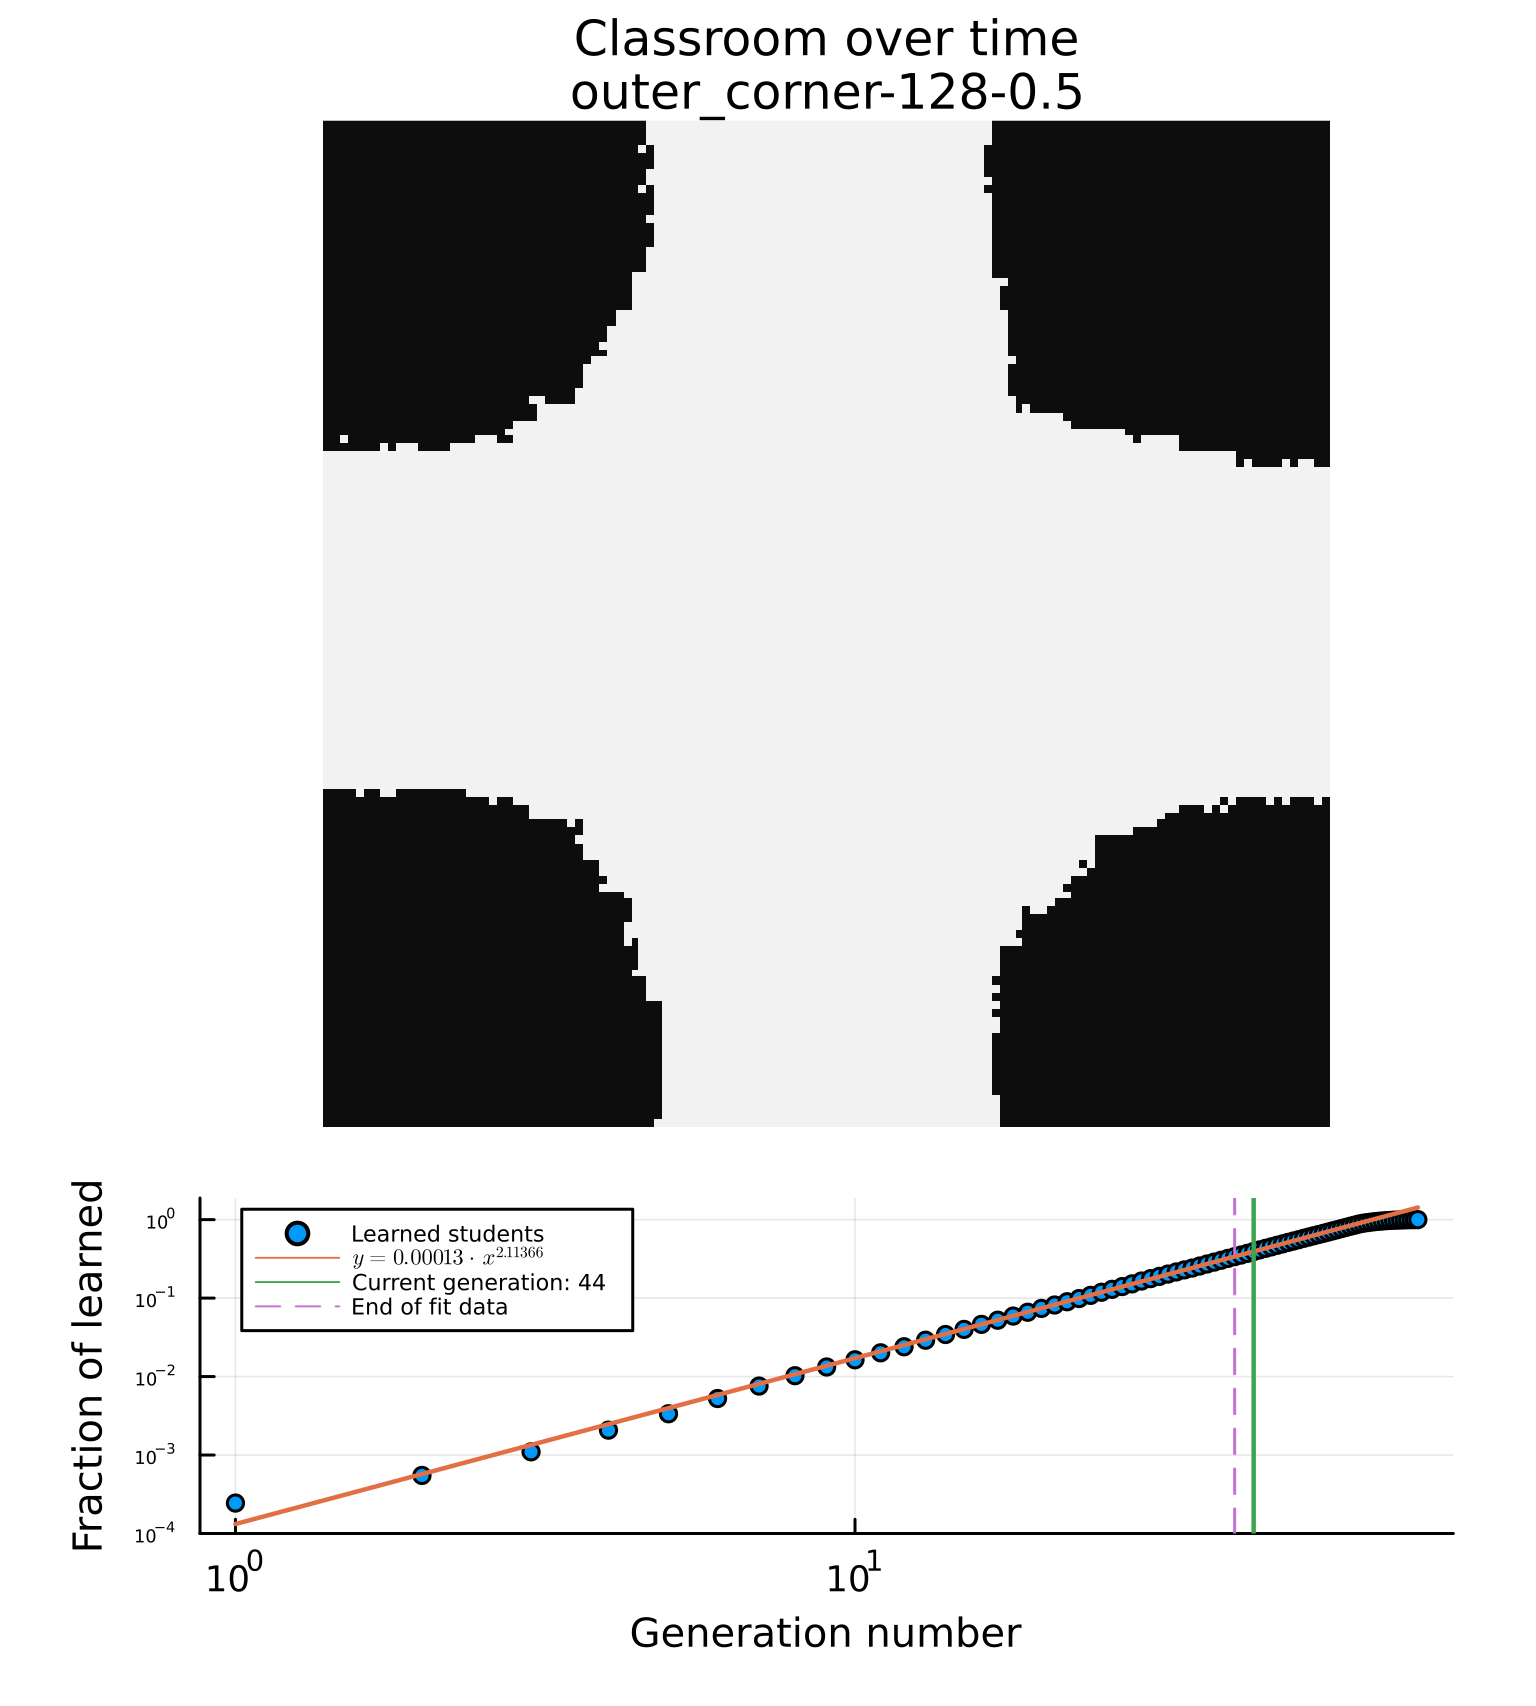 Classroom over time
outer_corner-128-0.5
Fraction of learned
10^0
10^-1
10^-2
10^-3
10^-4
Learned students
y = 0.00013 · x^2.11366
Current generation: 44
End of fit data
10^0
10^1
Generation number